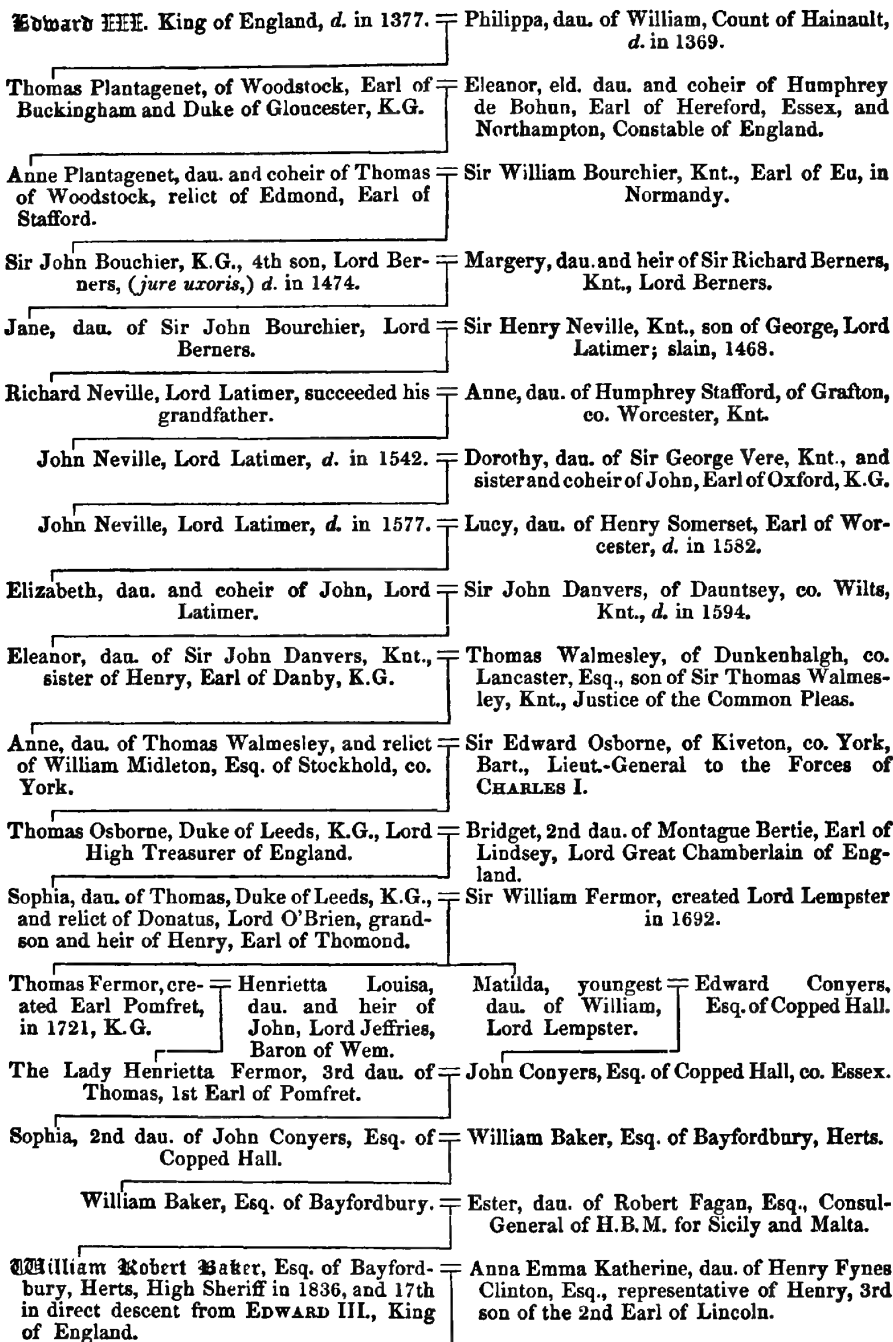 Edward III. King of England, d. in 1377. = Philippa, dau. of William, Count of Hainault,
d. in 1369.
Thomas Plantagenet, of Woodstock, Earl of
Buckingham and Duke of Gloucester, K.G.
= Eleanor, eld. dau. and coheir of Humphrey
de Bohun, Earl of Hereford, Essex, and
Northampton, Constable of England.
Anne Plantagenet, dau. and coheir of Thomas
of Woodstock, relict of Edmond, Earl of
Stafford.
= Sir William Bourchier, Knt., Earl of Eu, in
Normandy.
Sir John Bouchier, K.G., 4th son, Lord Ber-
ners, (jure uxoris,) d. in 1474.
= Margery, dau. and heir of Sir Richard Berners,
Knt., Lord Berners.
Jane, dau. of Sir John Bourchier, Lord
Berners.
= Sir Henry Neville, Knt., son of George, Lord
Latimer; slain, 1468.
Richard Neville, Lord Latimer, succeeded his
grandfather.
= Anne, dau. of Humphrey Stafford, of Grafton,
co. Worcester, Knt.
John Neville, Lord Latimer, d. in 1542.
= Dorothy, dau. of Sir George Vere, Knt., and
sister and coheir of John, Earl of Oxford, K.G.
John Neville, Lord Latimer, d. in 1577.
= Lucy, dau. of Henry Somerset, Earl of Wor-
cester, d. in 1582.
Elizabeth, dau. and coheir of John, Lord
Latimer.
= Sir John Danvers, of Dauntsey, co. Wilts,
Knt., d. in 1594.
Eleanor, dau. of Sir John Danvers, Knt.,
sister of Henry, Earl of Danby, K.G.
= Thomas Walmesley, of Dunkenhalgh, co.
Lancaster, Esq., son of Sir Thomas Walmes-
ley, Knt., Justice of the Common Pleas.
Anne, dau. of Thomas Walmesley, and relict
of William Midleton, Esq. of Stockhold, co.
York.
= Sir Edward Osborne, of Kiveton, co. York,
Bart., Lieut.-General to the Forces of
CHARLES I.
Thomas Osborne, Duke of Leeds, K.G., Lord
High Treasurer of England.
= Bridget, 2nd dau. of Montague Bertie, Earl of
Lindsey, Lord Great Chamberlain of Eng-
land.
Sophia, dau. of Thomas, Duke of Leeds, K.G.,
and relict of Donatus, Lord O'Brien, grand-
son and heir of Henry, Earl of Thomond.
= Sir William Fermor, created Lord Lempster
in 1692.
Thomas Fermor, cre-
ated Earl Pomfret,
in 1721, K.G.
= Henrietta Louisa,
dau. and heir of
John, Lord Jeffries,
Baron of Wem.
Matilda, youngest
dau. of William,
Lord Lempster.
= Edward Conyers,
Esq. of Copped Hall.
The Lady Henrietta Fermor, 3rd dau. of
Thomas, 1st Earl of Pomfret.
= John Conyers, Esq. of Copped Hall, co. Essex.
Sophia, 2nd dau. of John Conyers, Esq. of
Copped Hall.
= William Baker, Esq. of Bayfordbury, Herts.
William Baker, Esq. of Bayfordbury.
= Ester, dau. of Robert Fagan, Esq., Consul-
General of H.B.M. for Sicily and Malta.
William Robert Baker, Esq. of Bayford-
bury, Herts, High Sheriff in 1836, and 17th
in direct descent from EDWARD III., King
of England.
= Anna Emma Katherine, dau. of Henry Fynes
Clinton, Esq., representative of Henry, 3rd
son of the 2nd Earl of Lincoln.